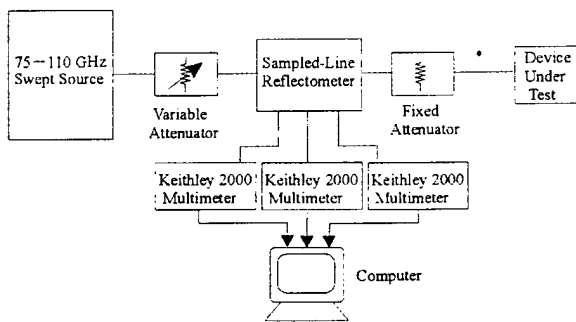 75—110 GHz
Swept Source
Variable
Attenuator
Sampled-Line
Reflectometer
Fixed
Attenuator
Device
Under
Test
Keithley 2000
Multimeter
Keithley 2000
Multimeter
Keithley 2000
Multimeter
Computer